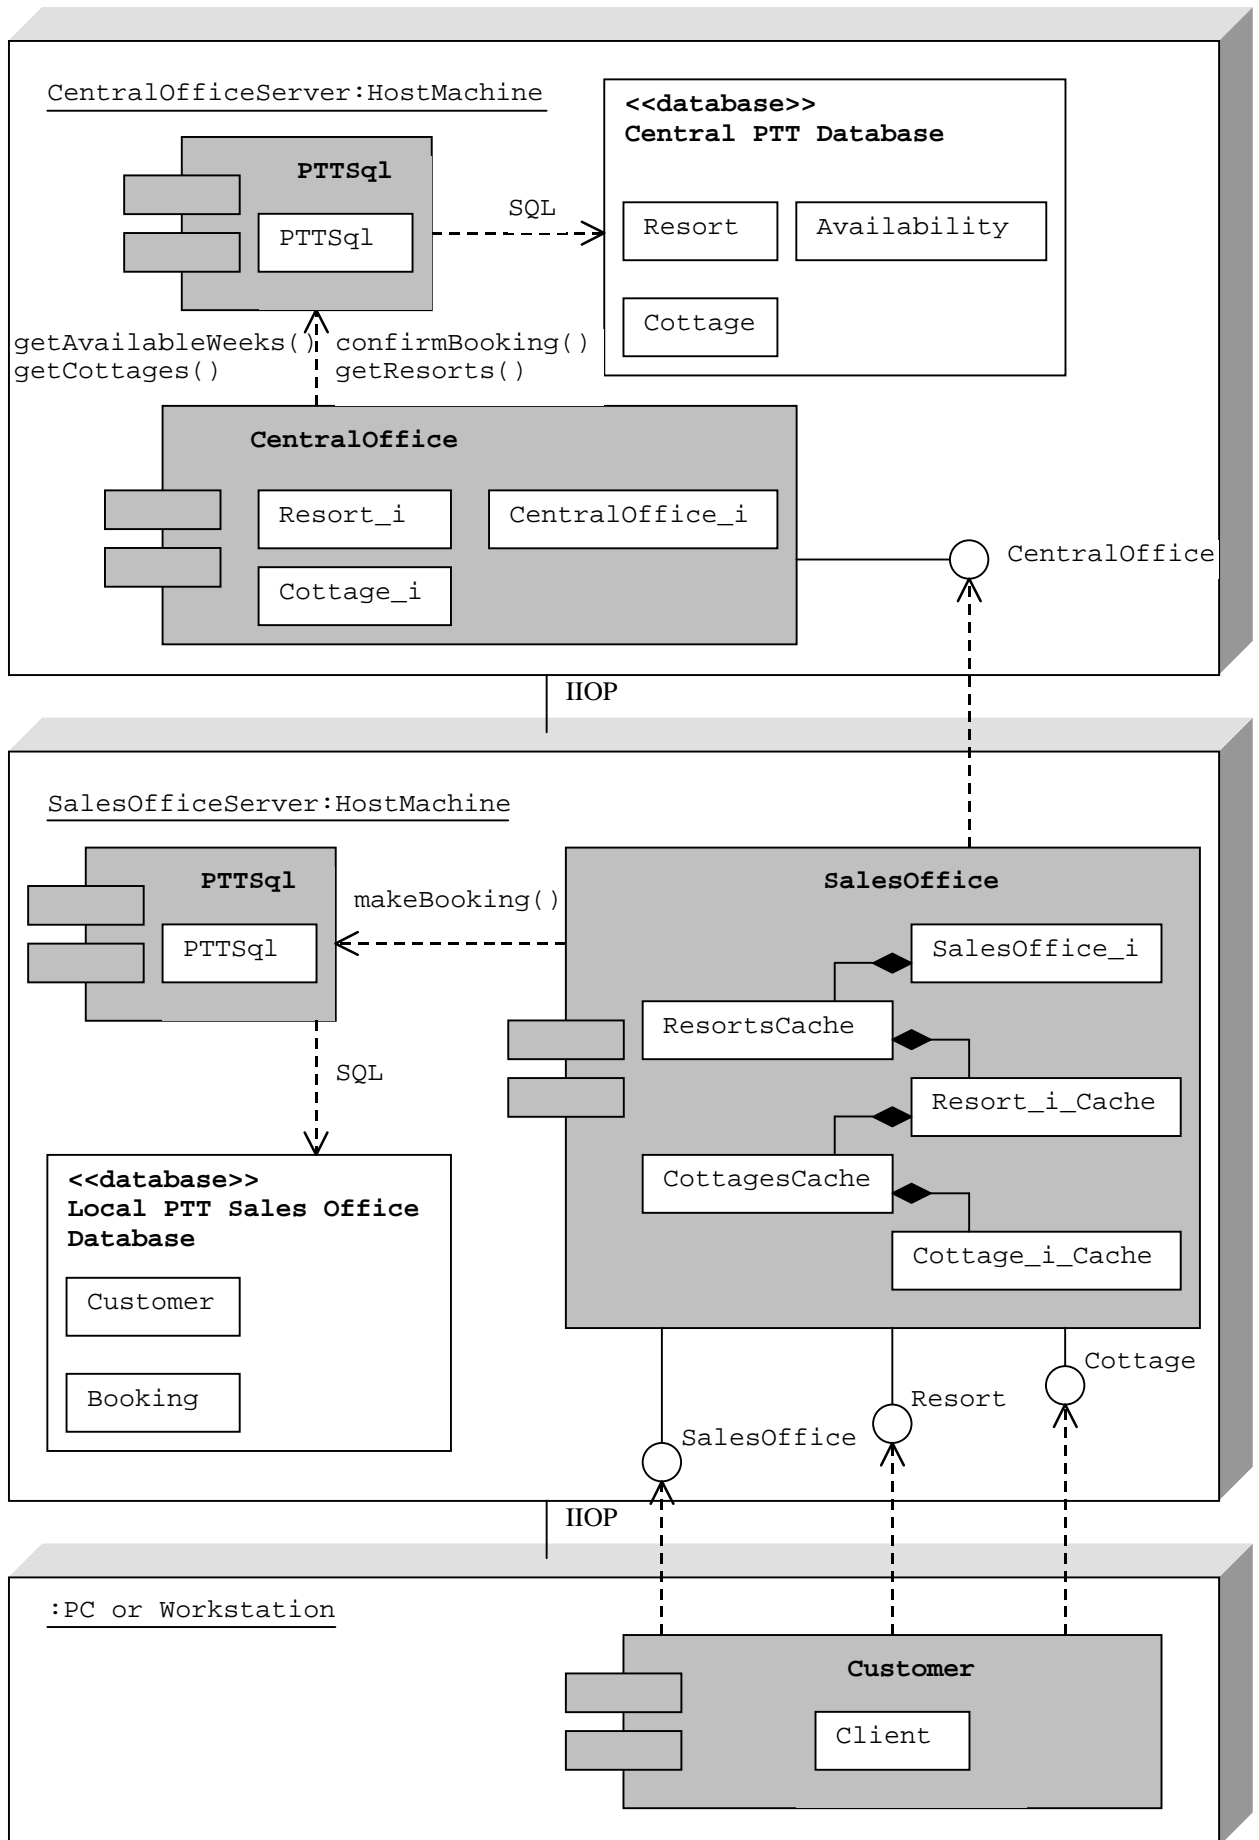 CentralOfficeServer:HostMachine
<<database>>
Central PTT Database
PTTSql
PTTSql
SQL
Resort
Availability
Cottage
getAvailableWeeks()
getCottages()
confirmBooking()
getResorts()
CentralOffice
Resort_i
CentralOffice_i
Cottage_i
CentralOffice
IIOP
SalesOfficeServer:HostMachine
PTTSql
PTTSql
makeBooking()
SalesOffice
SalesOffice_i
ResortsCache
Resort_i_Cache
CottagesCache
Cottage_i_Cache
SQL
<<database>>
Local PTT Sales Office
Database
Customer
Booking
Cottage
Resort
SalesOffice
IIOP
:PC or Workstation
Customer
Client